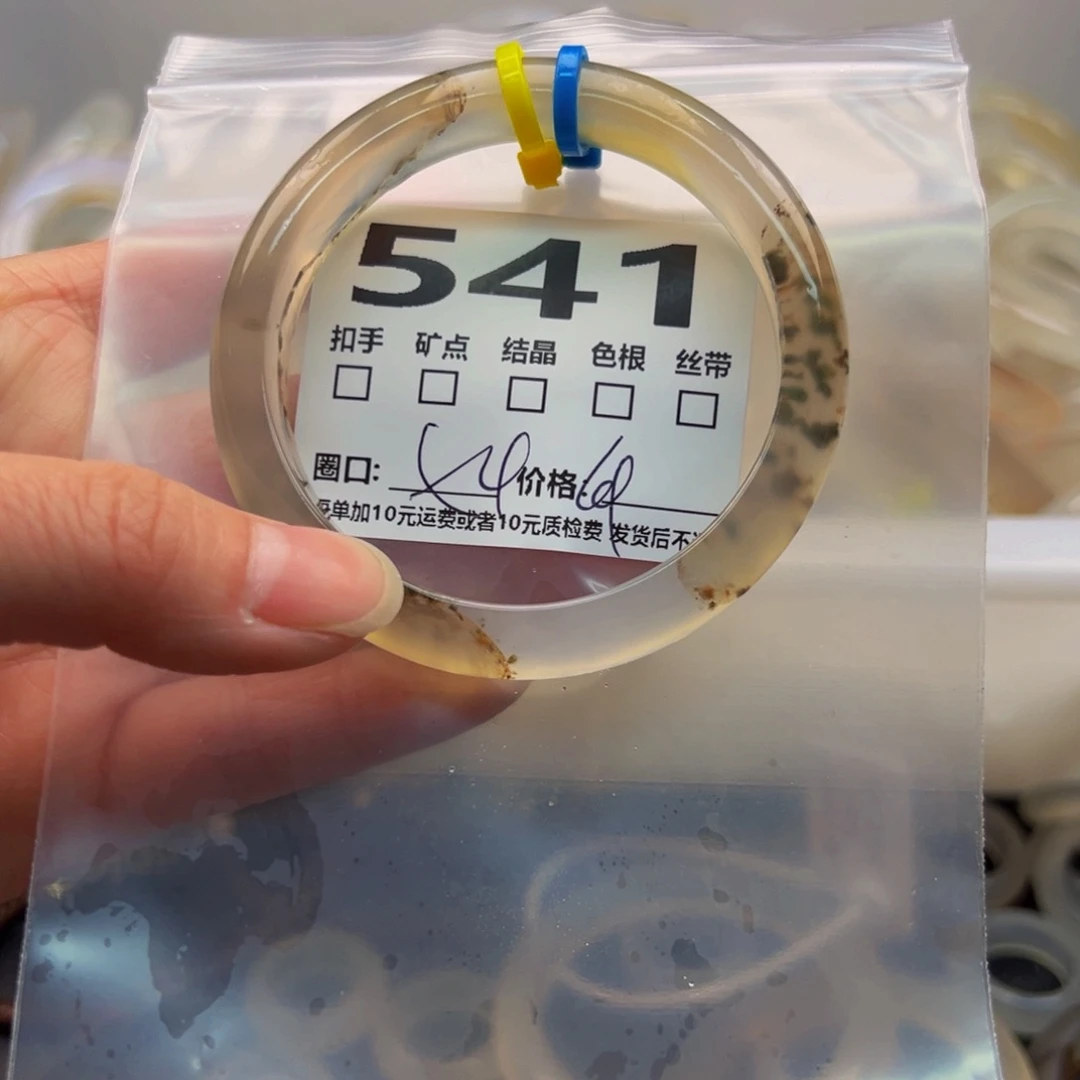 541
扣手 矿点 结晶 色根 丝带
圈口: 54 价格:
单加10元运费或者10元质检费 发货后不